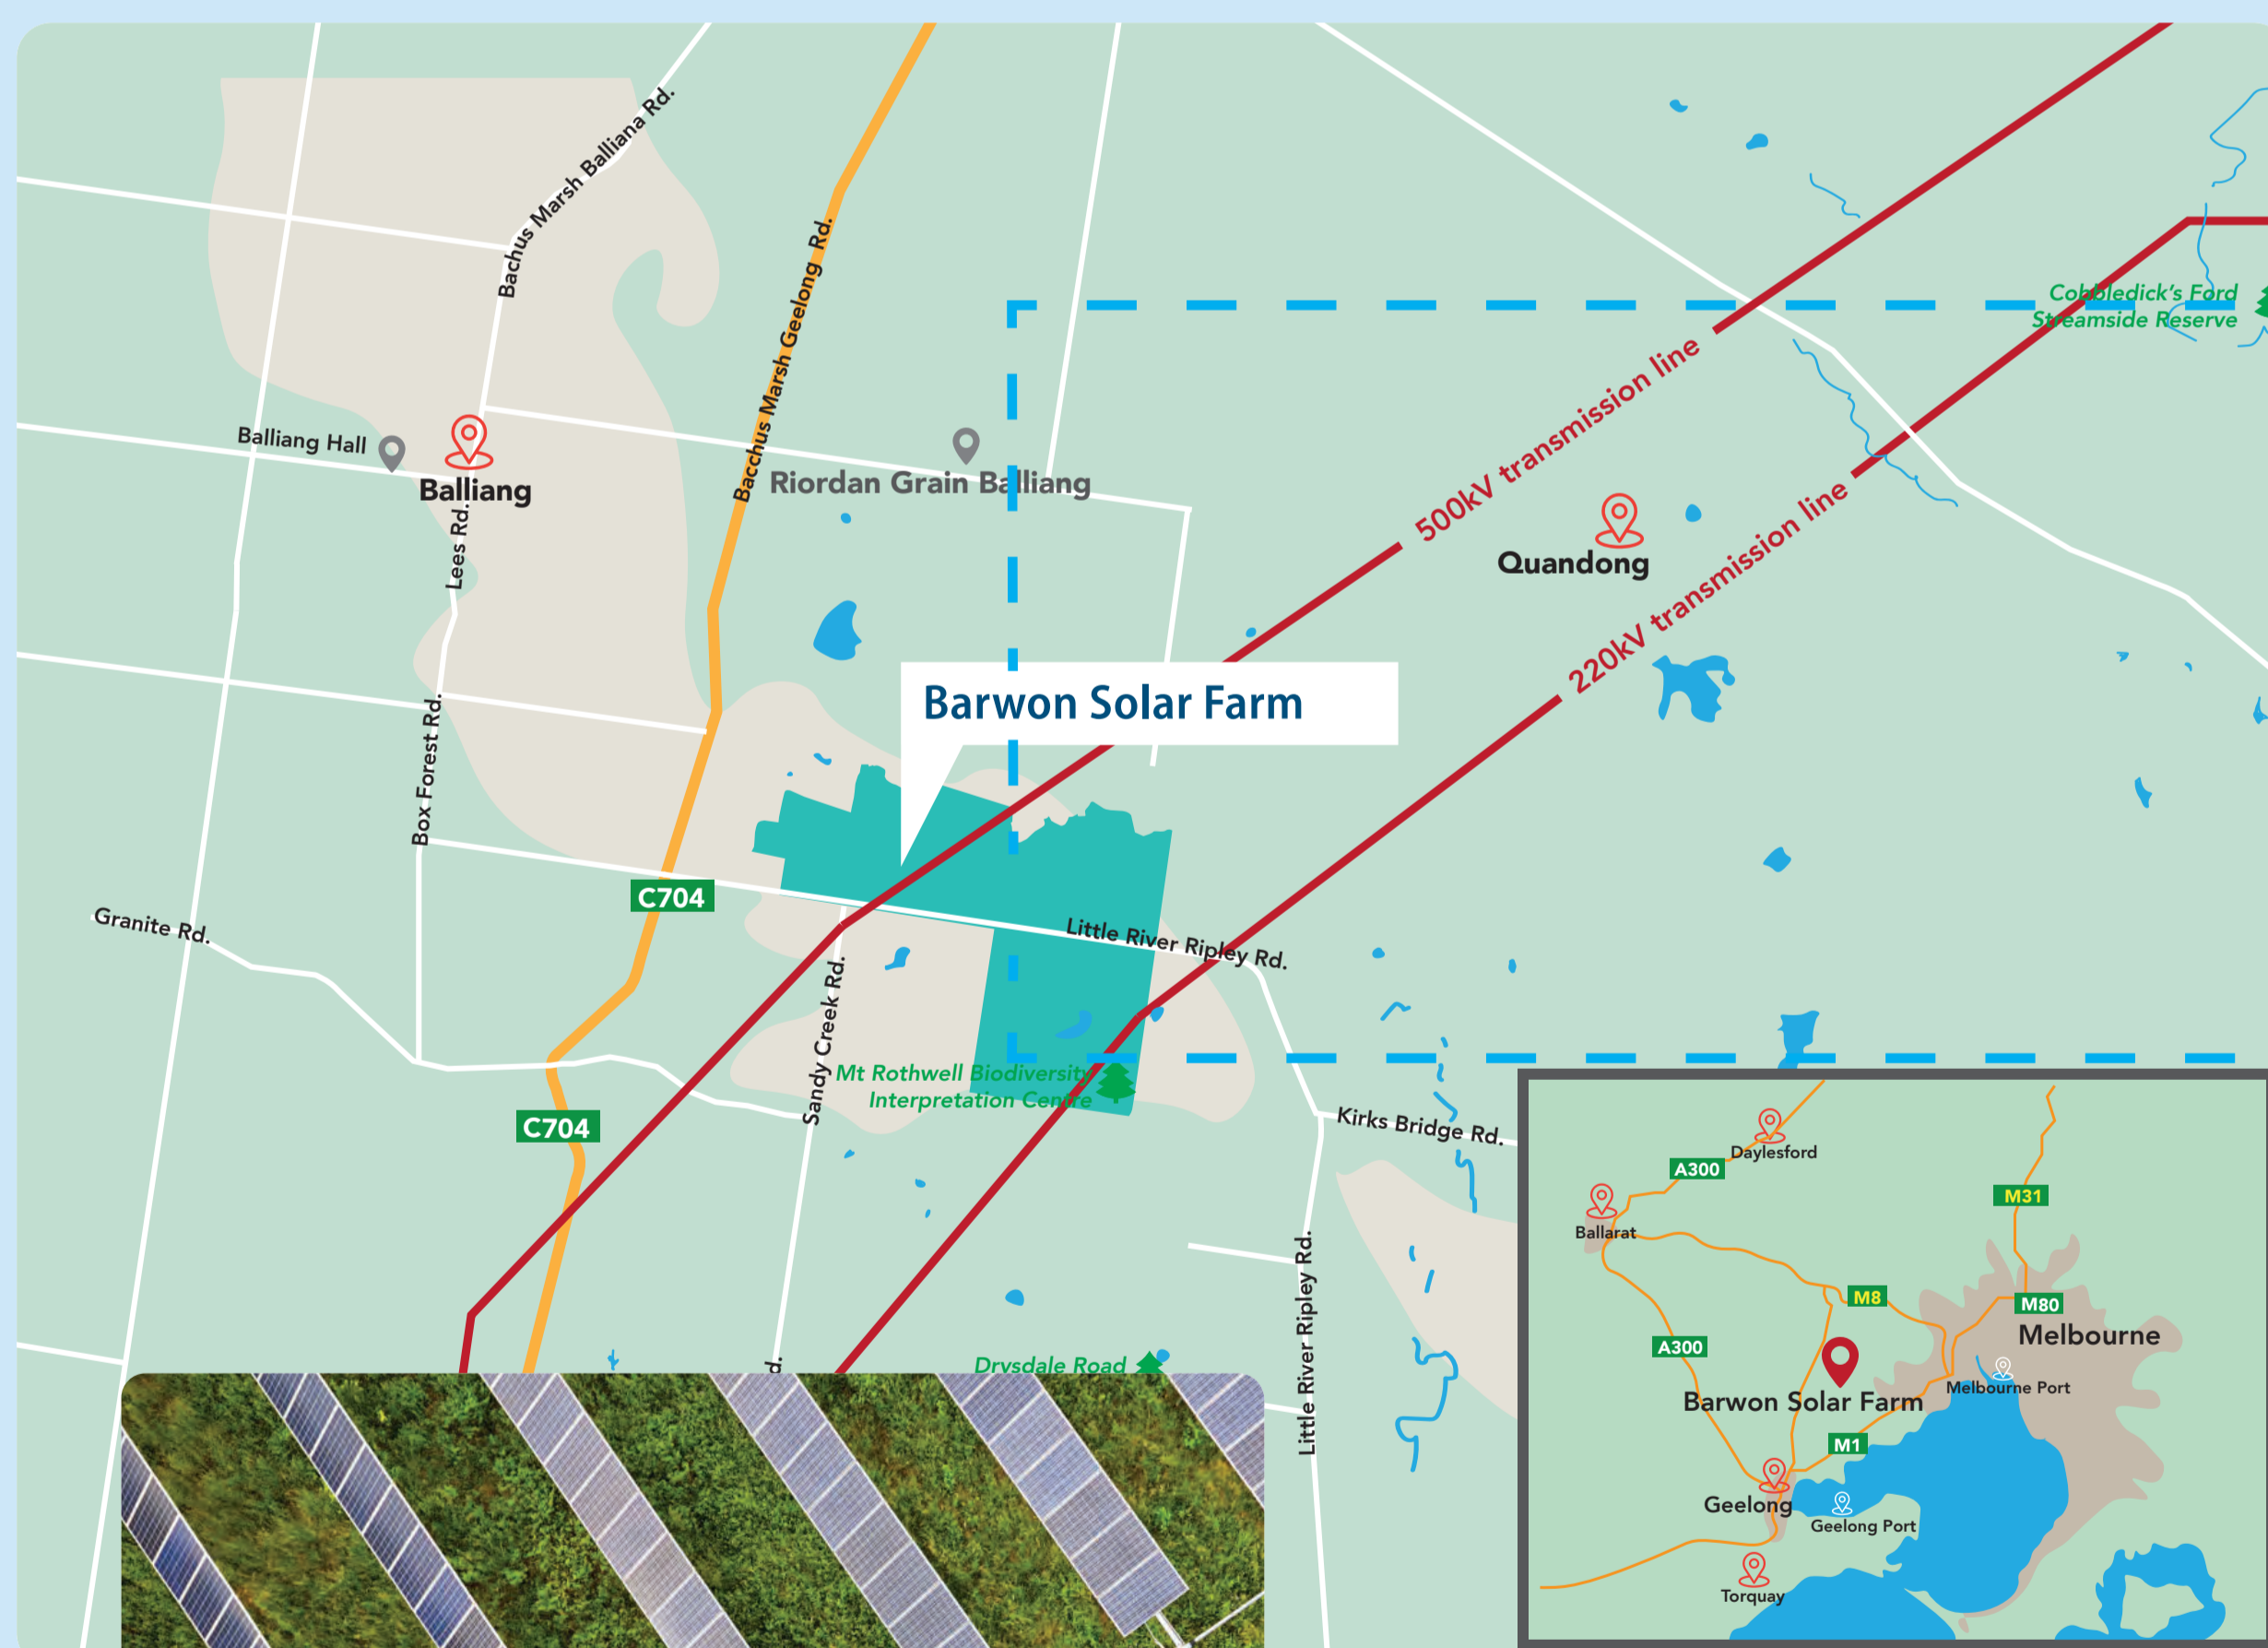 Bachus Marsh Balliana Rd.
Bacchus Marsh Geelong Rd.
Cobbledick's Ford
Streamside Reserve
Balliang Hall
Balliang
Riordan Grain Balliang
500kV transmission line
Quandong
220kV transmission line
Lees Rd.
Barwon Solar Farm
Box Forest Rd.
C704
Granite Rd.
Little River Ripley Rd.
Sandy Creek Rd.
Mt Rothwell Biodiversity
Interpretation Centre
C704
Kirks Bridge Rd.
Little River Ripley Rd.
Drysdale Road
d.
Daylesford
A300
M31
Ballarat
M8
M80
Melbourne
A300
Melbourne Port
Barwon Solar Farm
M1
Geelong
Geelong Port
Torquay